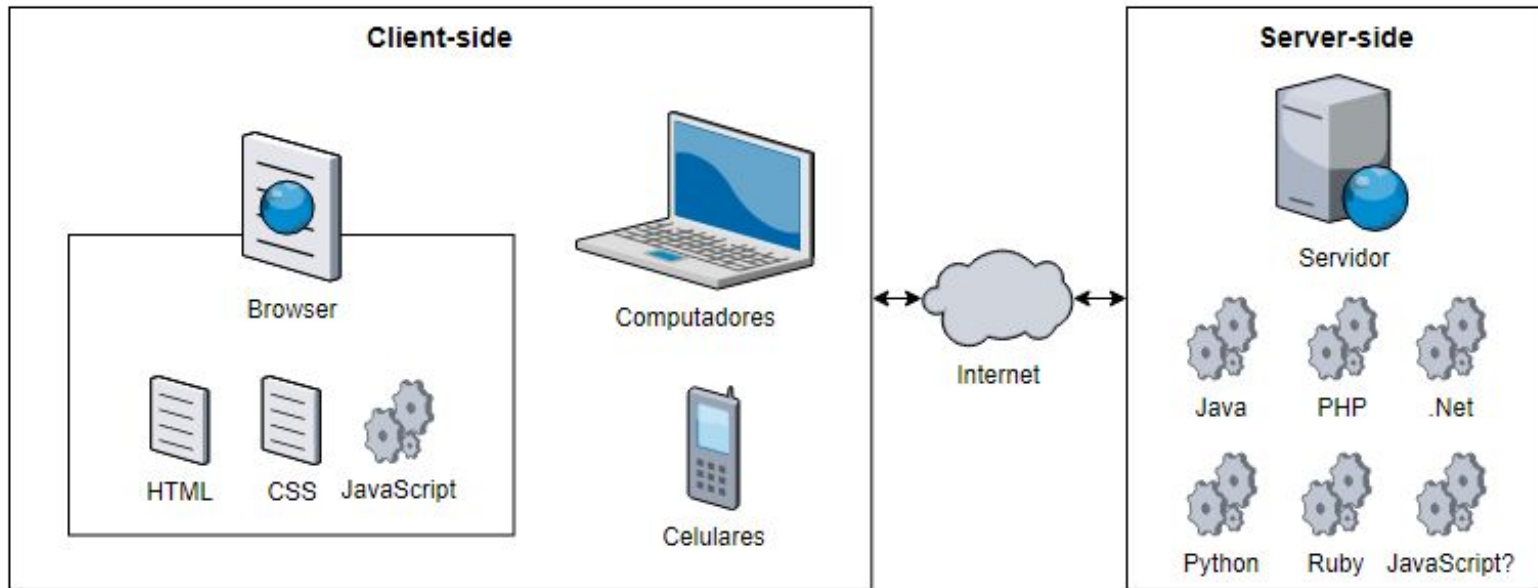 Client-side
Browser
HTML
CSS
JavaScript
Computadores
Celulares
Internet
Server-side
Servidor
Java
PHP
.Net
Python
Ruby
JavaScript?